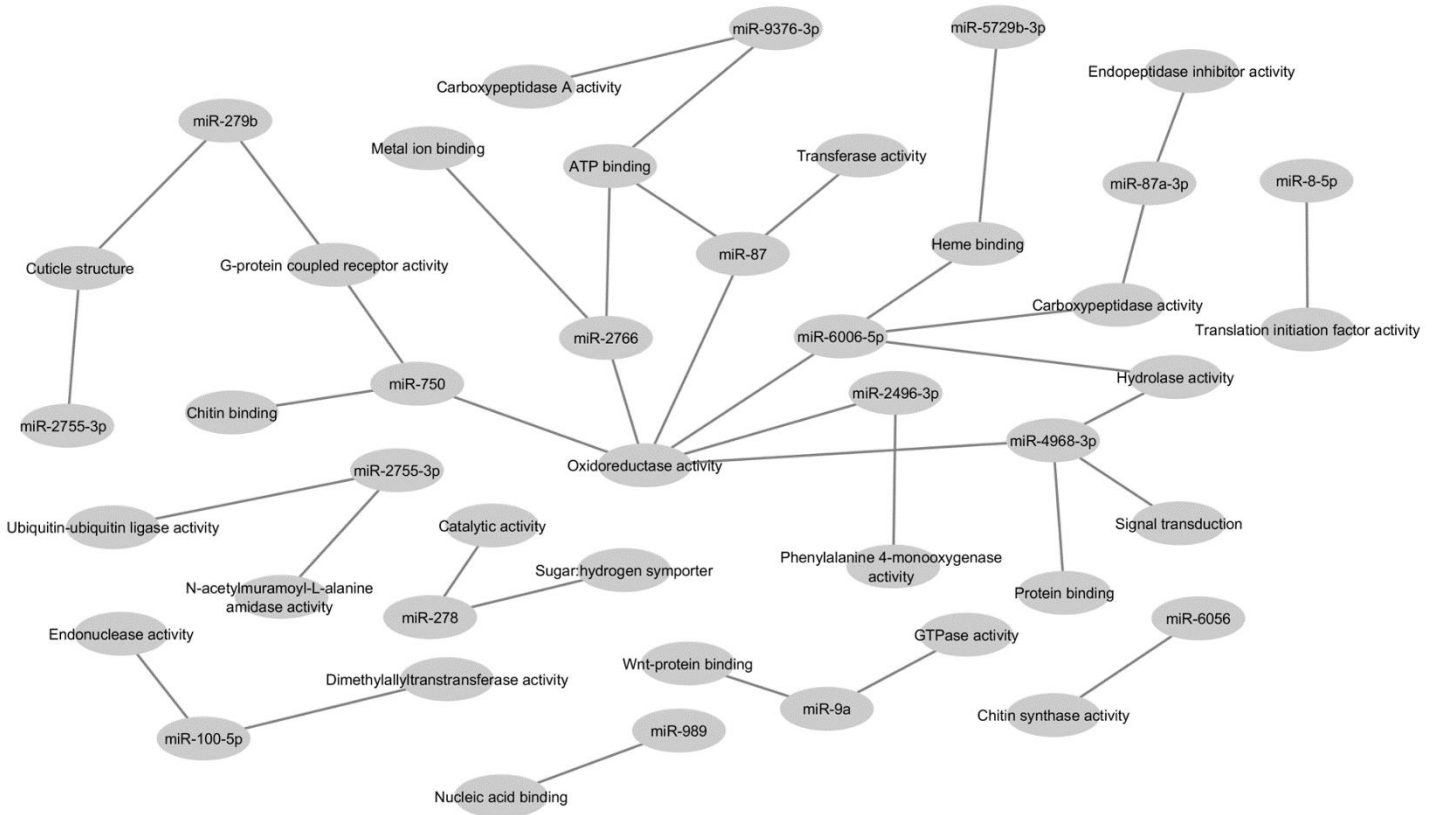 miR-9376-3p
miR-5729b-3p
Carboxypeptidase A activity
Endopeptidase inhibitor activity
miR-279b
Metal ion binding
ATP binding
Transferase activity
miR-87a-3p
miR-8-5p
Cuticle structure
G-protein coupled receptor activity
miR-87
Heme binding
Carboxypeptidase activity
Translation initiation factor activity
miR-2766
miR-6006-5p
Hydrolase activity
miR-750
Chitin binding
miR-2496-3p
miR-2755-3p
miR-4968-3p
Oxidoreductase activity
miR-2755-3p
Ubiquitin-ubiquitin ligase activity
Catalytic activity
Signal transduction
Phenylalanine 4-monooxygenase
activity
Sugar:hydrogen symporter
N-acetylmuramoyl-L-alanine
amidase activity
Protein binding
miR-278
miR-6056
Endonuclease activity
GTPase activity
Wnt-protein binding
Dimethylallyltranstransferase activity
miR-9a
Chitin synthase activity
miR-100-5p
miR-989
Nucleic acid binding